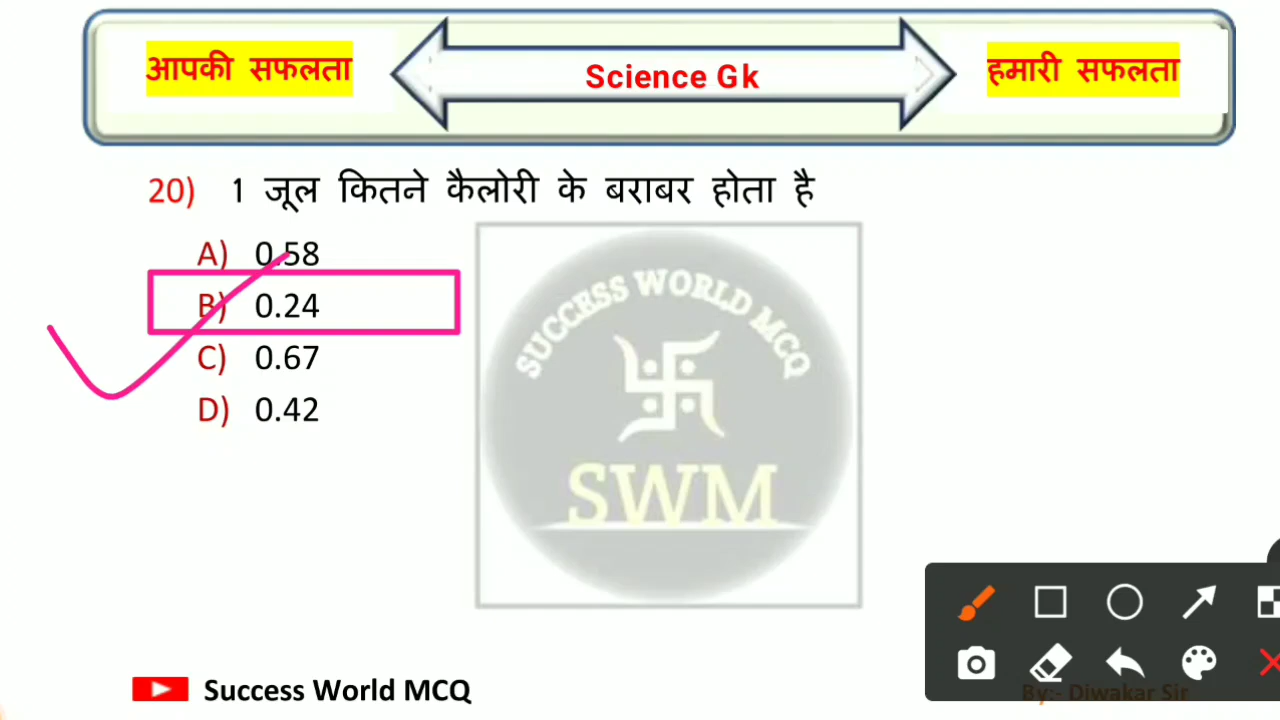 आपकी सफलता
Science Gk
हमारी सफलता
20) 1 जूल कितने कैलोरी के बराबर होता है
A) 0.58
B) 0.24
C) 0.67
D) 0.42
SUCCESS WORLD MCQ
SWM
Success World MCQ
By:- Diwakar Sir